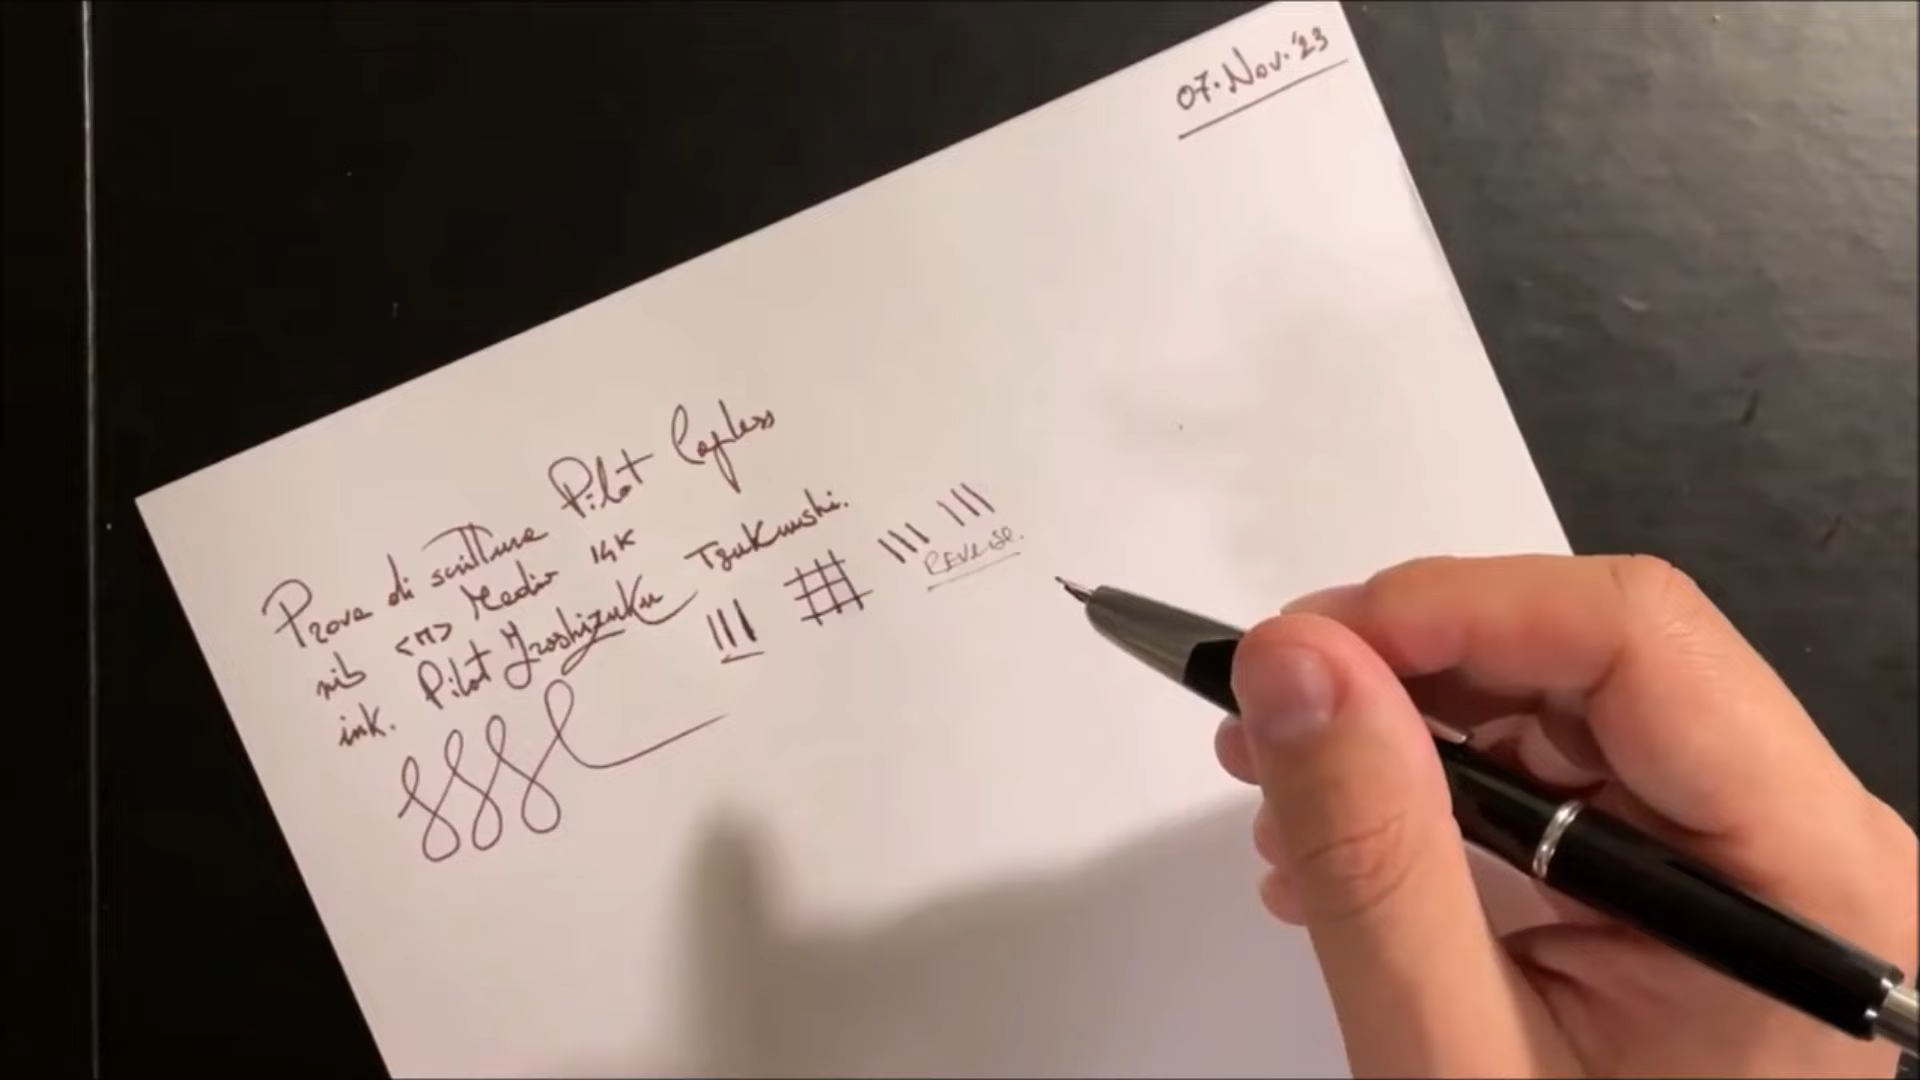 07. Nov. '23
Prova di scrittura Pilot Capless
nib <M> Medio 14K
ink. Pilot Iroshizuku Tsukushi.
Reverse.